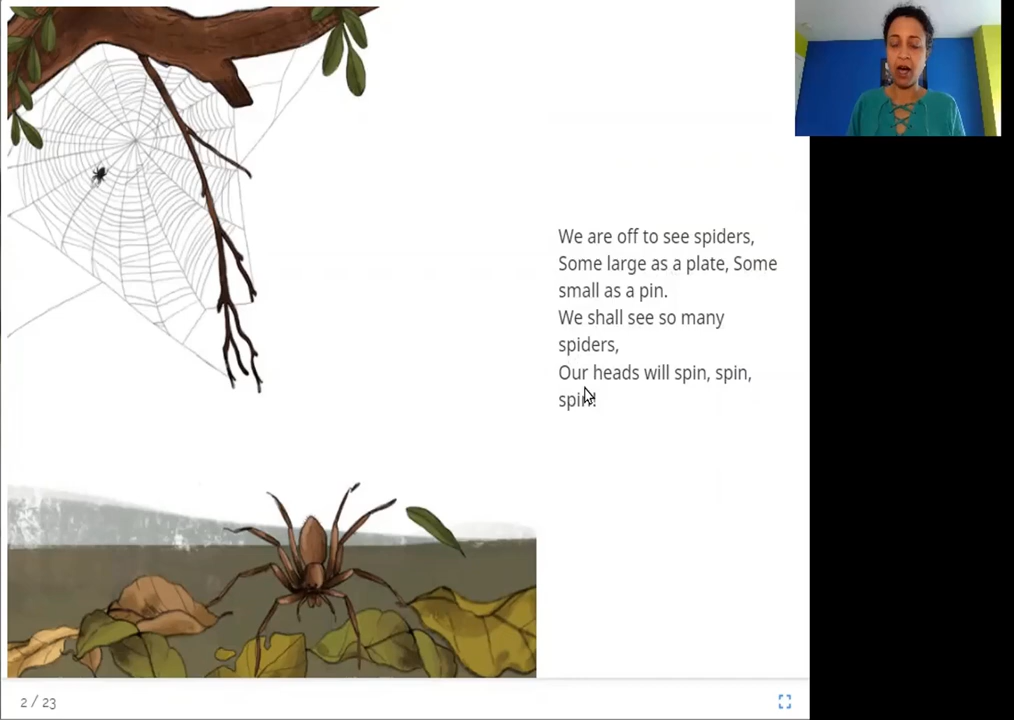 We are off to see spiders,
Some large as a plate, Some
small as a pin.
We shall see so many
spiders,
Our heads will spin, spin,
spin!
2 / 23